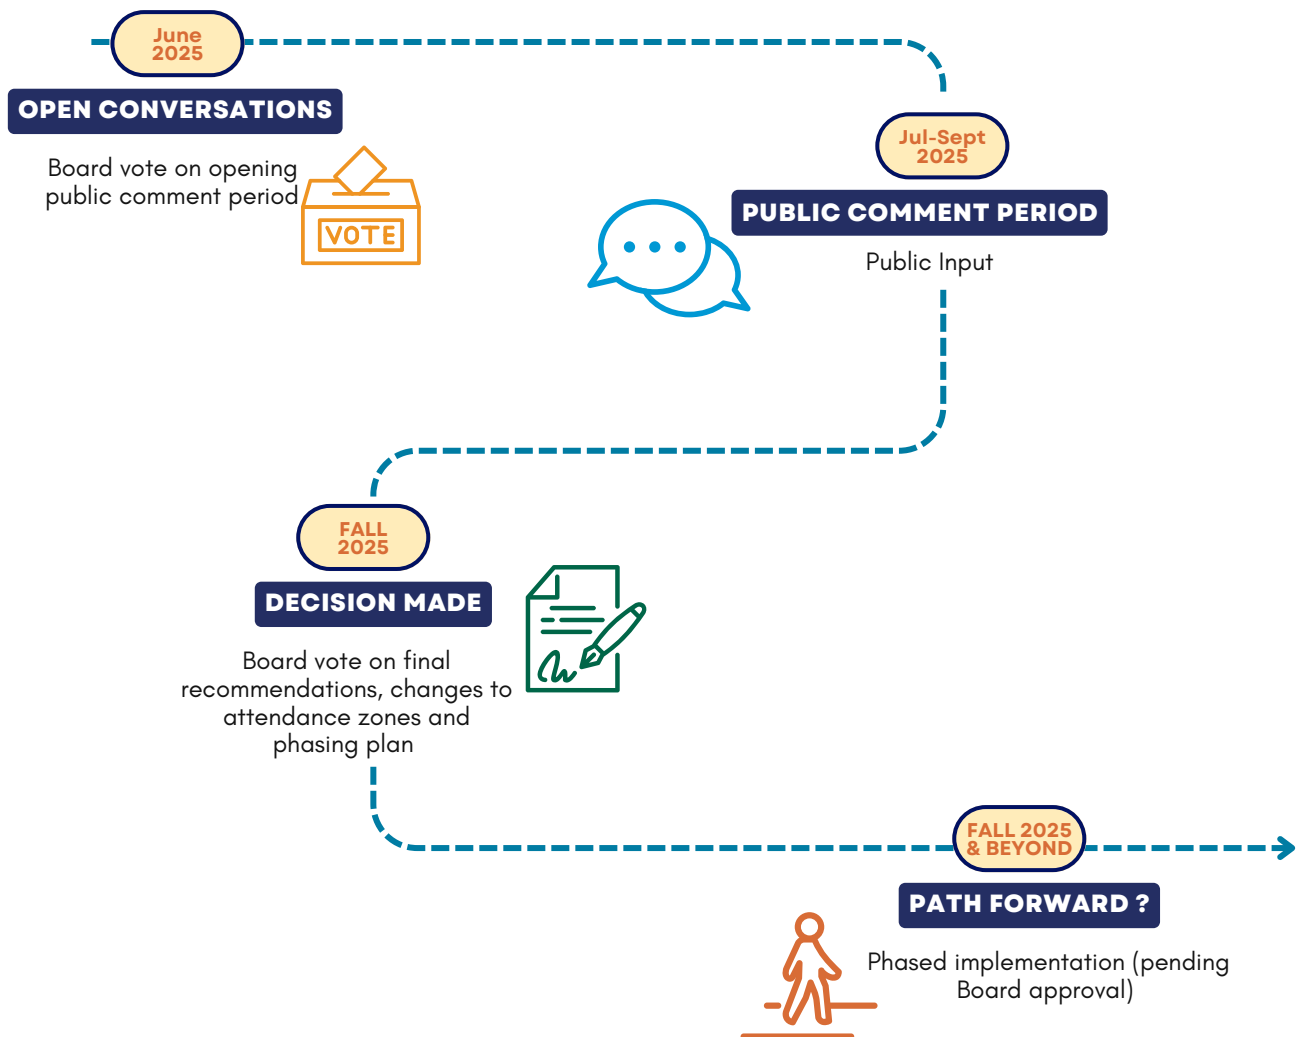 June
2025
OPEN CONVERSATIONS
Board vote on opening
public comment period
VOTE
Jul-Sept
2025
PUBLIC COMMENT PERIOD
Public Input
FALL
2025
DECISION MADE
Board vote on final
recommendations, changes to
attendance zones and
phasing plan
FALL 2025
& BEYOND
PATH FORWARD ?
Phased implementation (pending
Board approval)